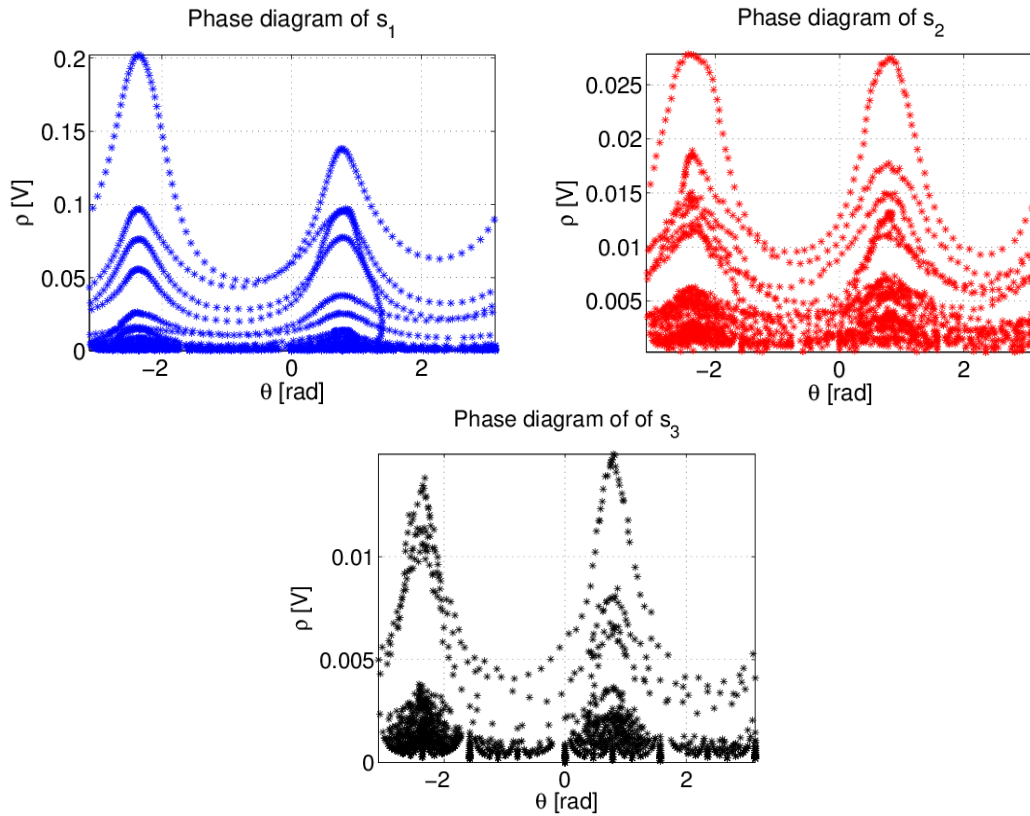 Phase diagram of s1
0.2
0.15
0.1
0.05
0
ρ [V]
−2
0
2
θ [rad]
Phase diagram of s2
0.025
0.02
0.015
0.01
0.005
ρ [V]
−2
0
2
θ [rad]
Phase diagram of of s3
0.01
0.005
0
ρ [V]
−2
0
2
θ [rad]